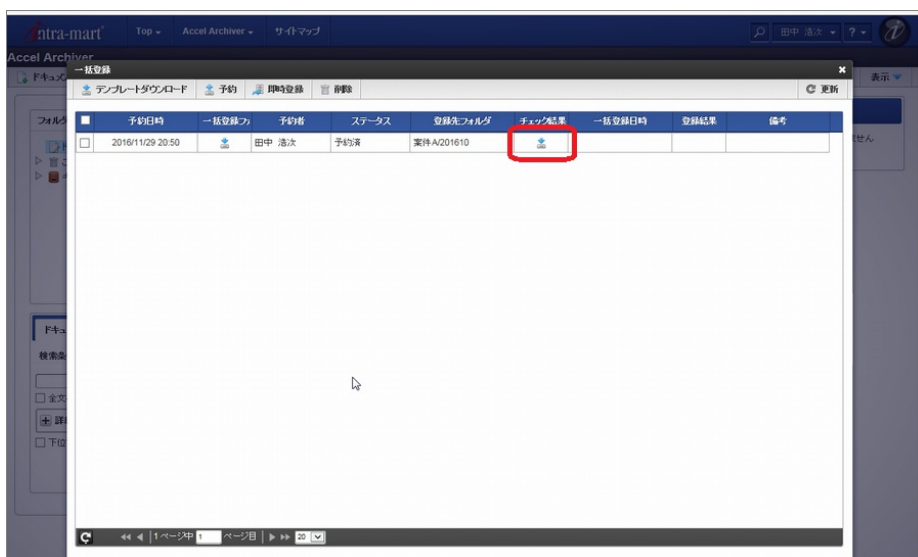 intra-mart
Top
Accel Archiver
サイトマップ
田中 浩次
?
Accel Archiver
表示
一括登録
×
テンプレートダウンロード
予約
即時登録
削除
更新
予約日時
一括登録フ
予約者
ステータス
登録先フォルダ
チェック結果
一括登録日時
登録結果
備考
2016/11/29 20:50
田中 浩次
予約済
案件A/201610
せん
検索条
全文
下位
1 ページ中
1
ページ目
20